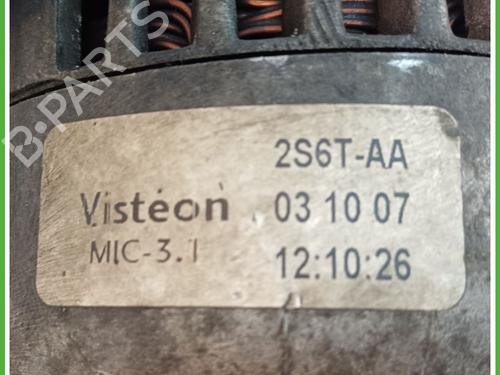 B-PARTS
2S6T-AA
Visteon 03 10 07
MIC-3.1 12:10:26